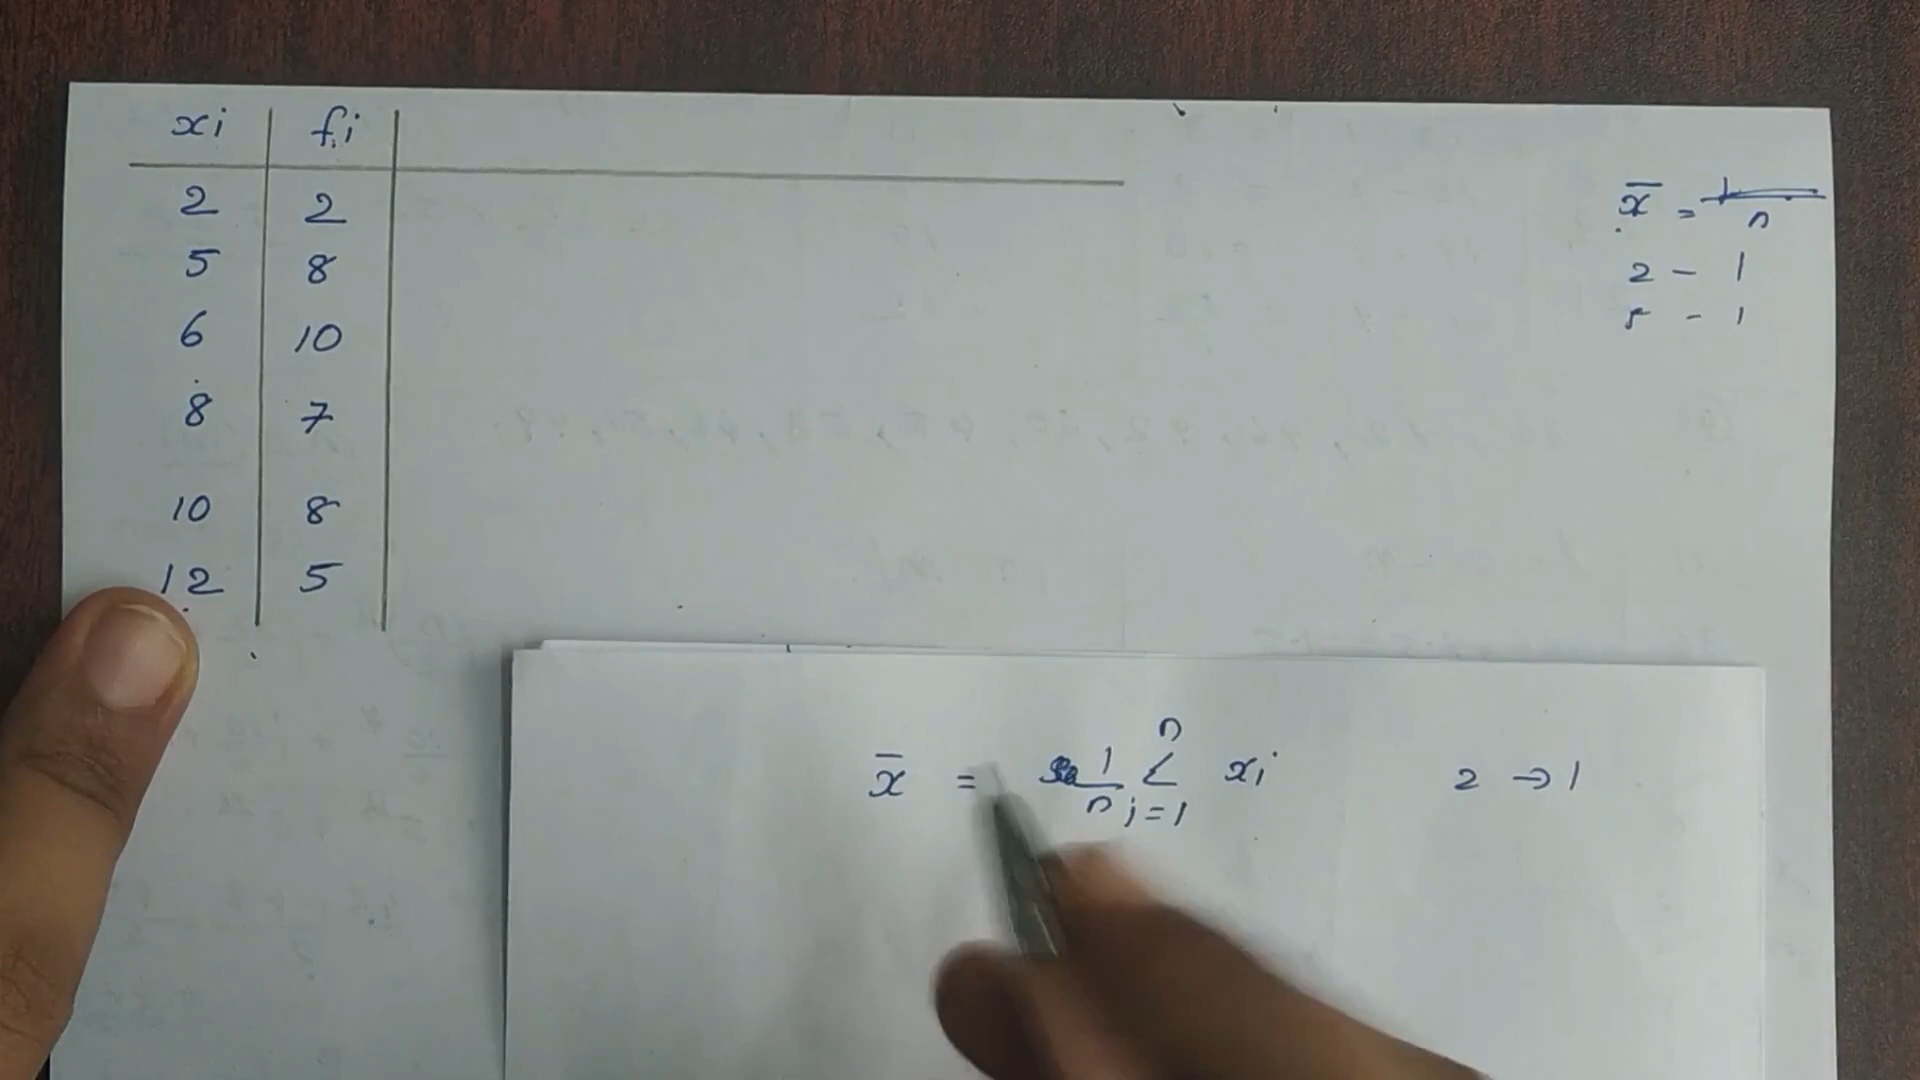 xi fi
2 2
5 8
6 10
8 7
10 8
12 5
x̄ = 1/n
2 - 1
5 - 1
x̄ = 1/n Σ i=1 n xi 2 → 1